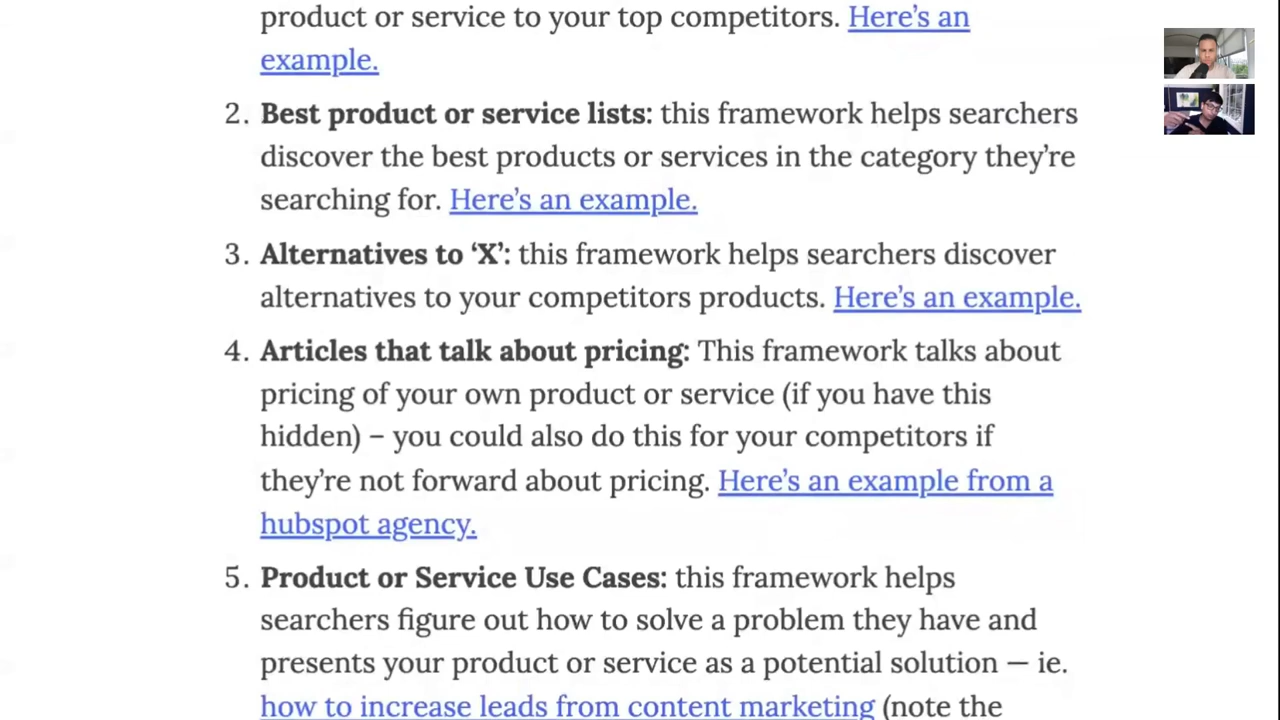 product or service to your top competitors. Here's an
example.
2. Best product or service lists: this framework helps searchers
discover the best products or services in the category they're
searching for. Here's an example.
3. Alternatives to ‘X’: this framework helps searchers discover
alternatives to your competitors products. Here's an example.
4. Articles that talk about pricing: This framework talks about
pricing of your own product or service (if you have this
hidden) – you could also do this for your competitors if
they're not forward about pricing. Here's an example from a
hubspot agency.
5. Product or Service Use Cases: this framework helps
searchers figure out how to solve a problem they have and
presents your product or service as a potential solution — ie.
how to increase leads from content marketing (note the